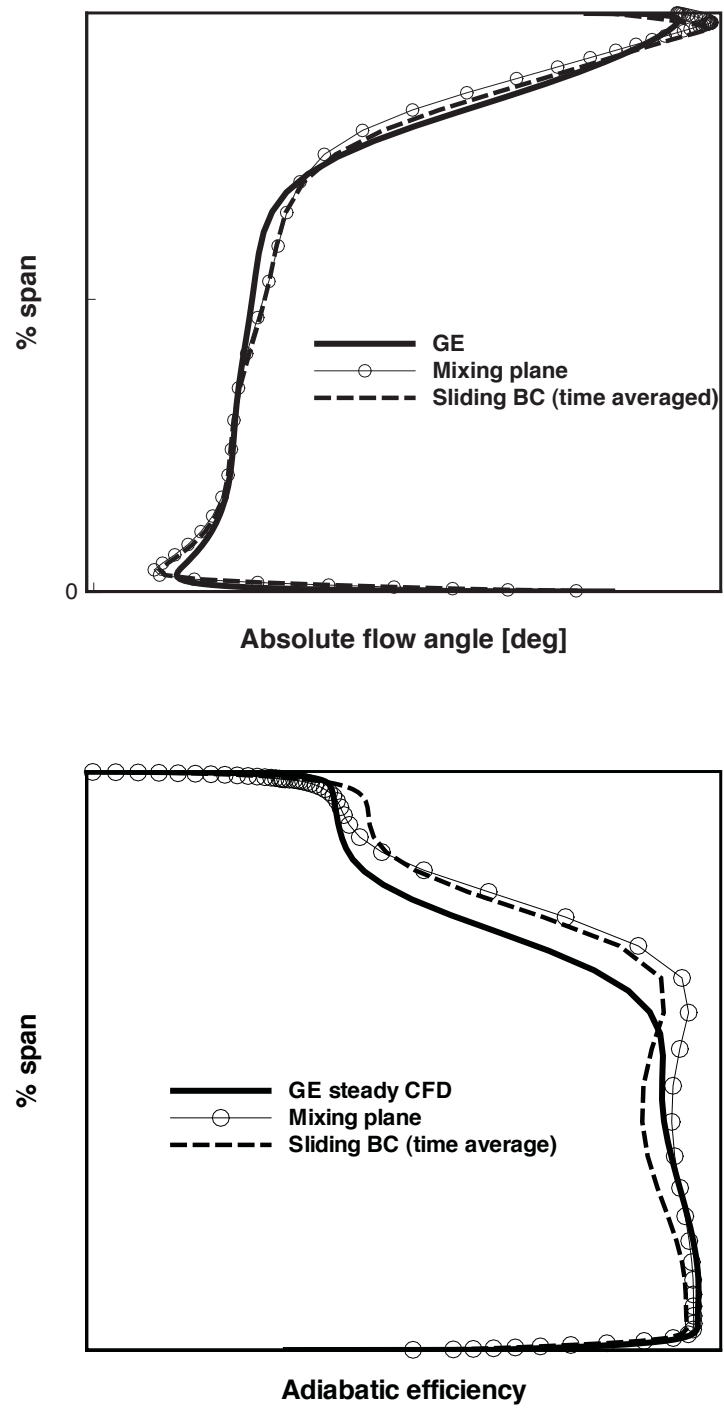 % span
GE
Mixing plane
Sliding BC (time averaged)
0
Absolute flow angle [deg]
% span
GE steady CFD
Mixing plane
Sliding BC (time average)
Adiabatic efficiency